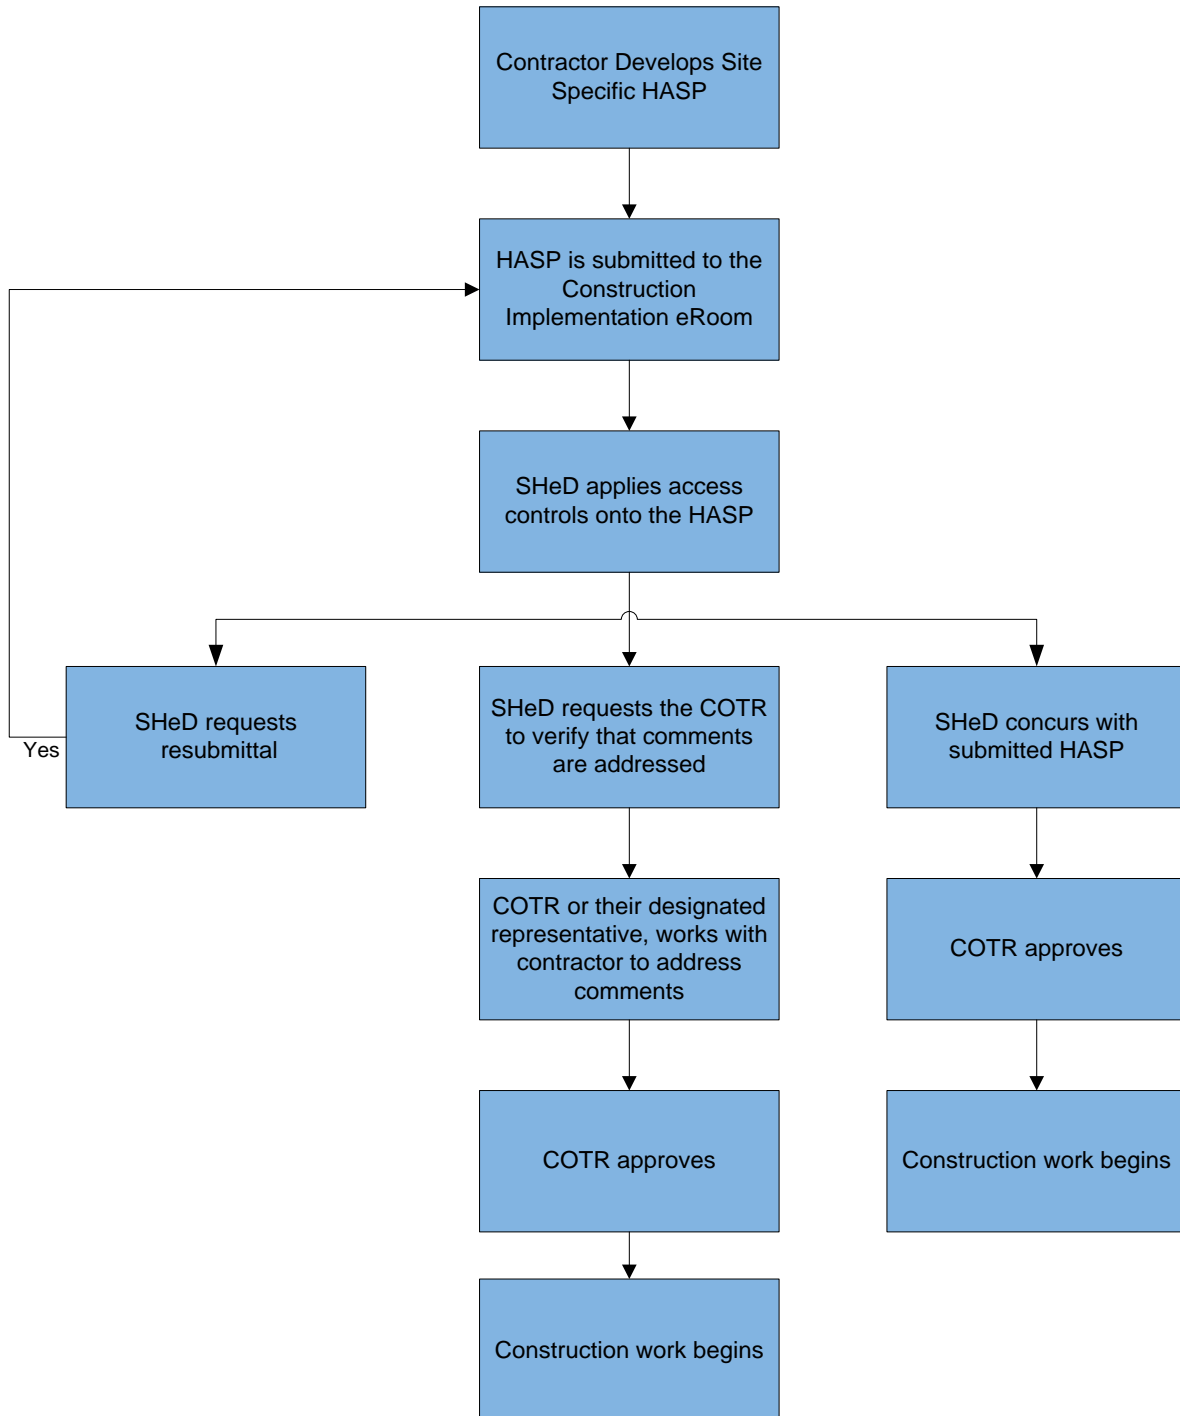 Contractor Develops Site
Specific HASP
HASP is submitted to the
Construction
Implementation eRoom
SHeD applies access
controls onto the HASP
SHeD requests
resubmittal
Yes
SHeD requests the COTR
to verify that comments
are addressed
SHeD concurs with
submitted HASP
COTR or their designated
representative, works with
contractor to address
comments
COTR approves
COTR approves
Construction work begins
Construction work begins